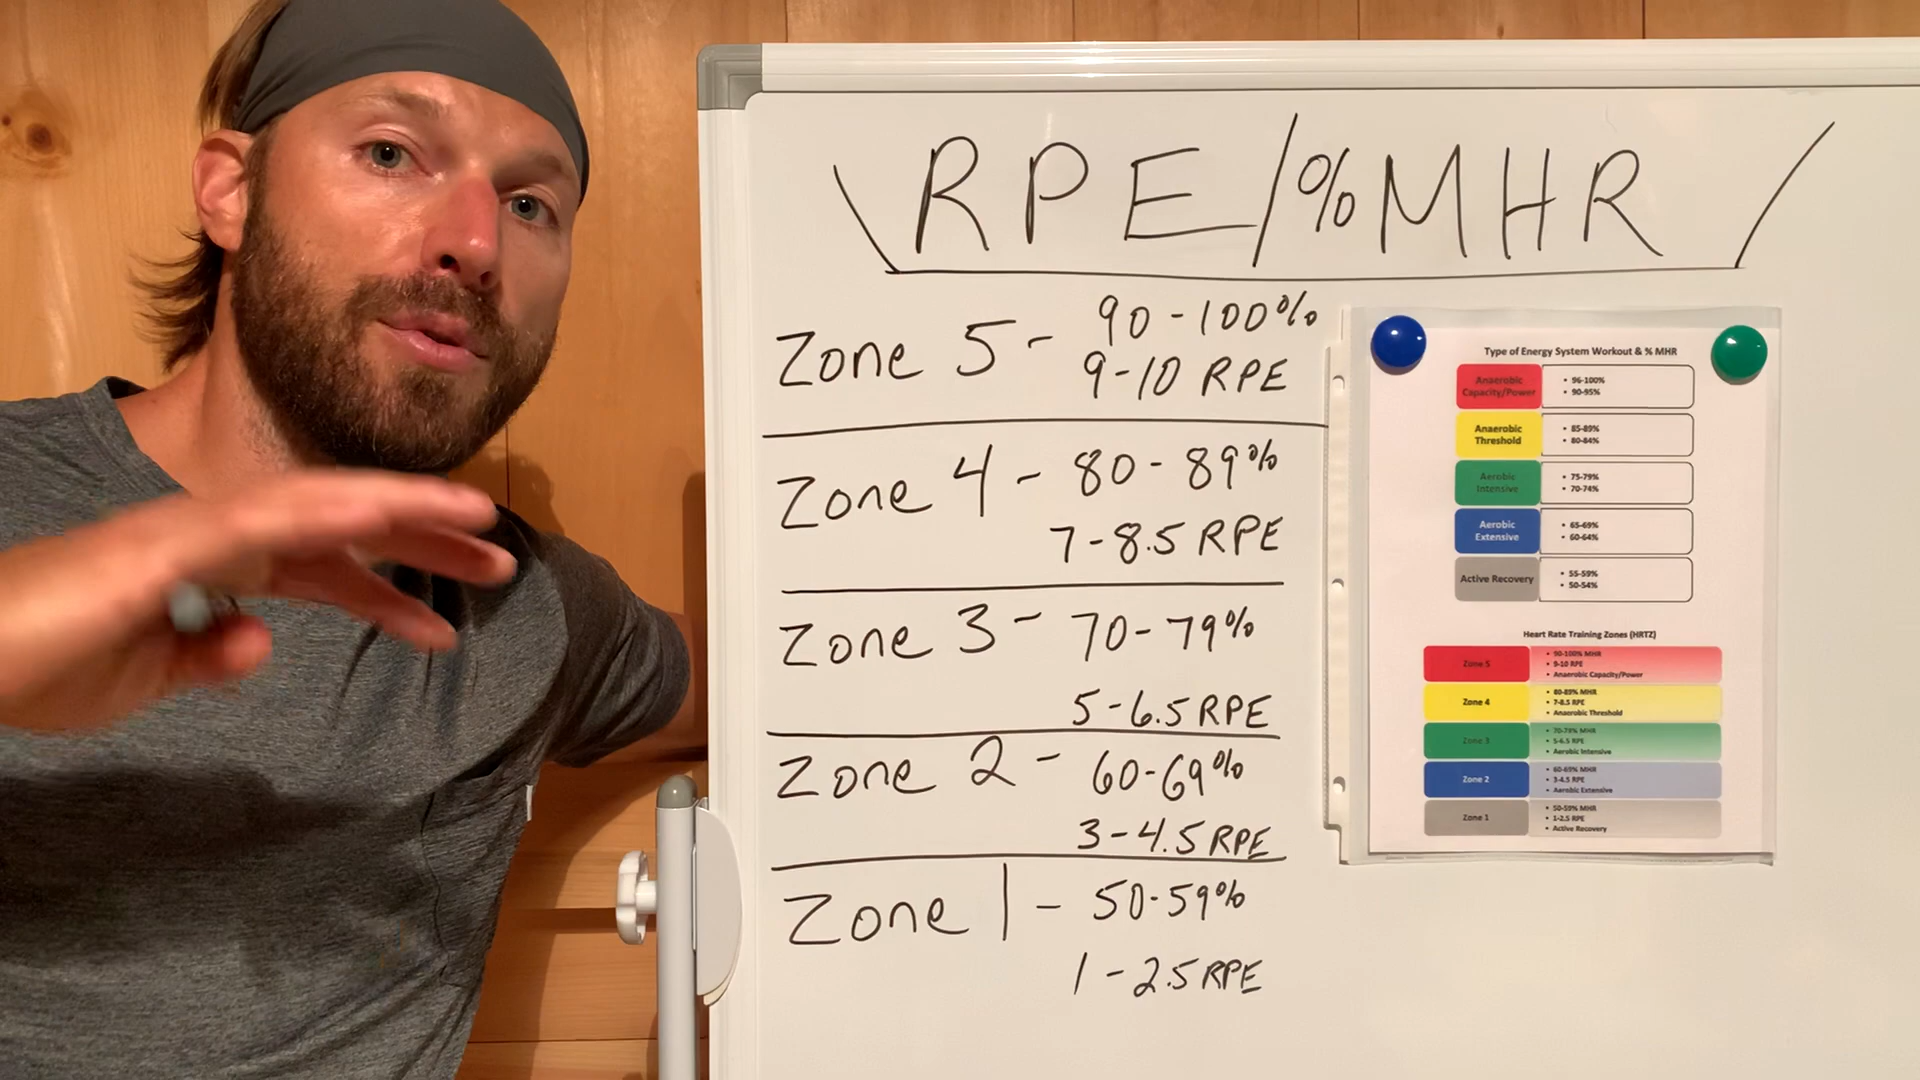 RPE/%MHR
Zone 5 - 90-100%
9-10 RPE
Zone 4 - 80-89%
7-8.5 RPE
Zone 3 - 70-79%
5-6.5 RPE
Zone 2 - 60-69%
3-4.5 RPE
Zone 1 - 50-59%
1-2.5 RPE
Type of Energy System Workout & % MHR
Anaerobic
Capacity/Power
• 96-100%
• 90-95%
Anaerobic
Threshold
• 85-89%
• 80-84%
Aerobic
Intensive
• 75-79%
• 70-74%
Aerobic
Extensive
• 65-69%
• 60-64%
Active Recovery
• 55-59%
• 50-54%
Heart Rate Training Zones (HRTZ)
Zone 5
• 90-100% MHR
• 9-10 RPE
• Anaerobic Capacity/Power
Zone 4
• 80-89% MHR
• 7-8.5 RPE
• Anaerobic Threshold
Zone 3
• 70-79% MHR
• 5-6.5 RPE
• Aerobic Intensive
Zone 2
• 60-69% MHR
• 3-4.5 RPE
• Aerobic Extensive
Zone 1
• 50-59% MHR
• 1-2.5 RPE
• Active Recovery